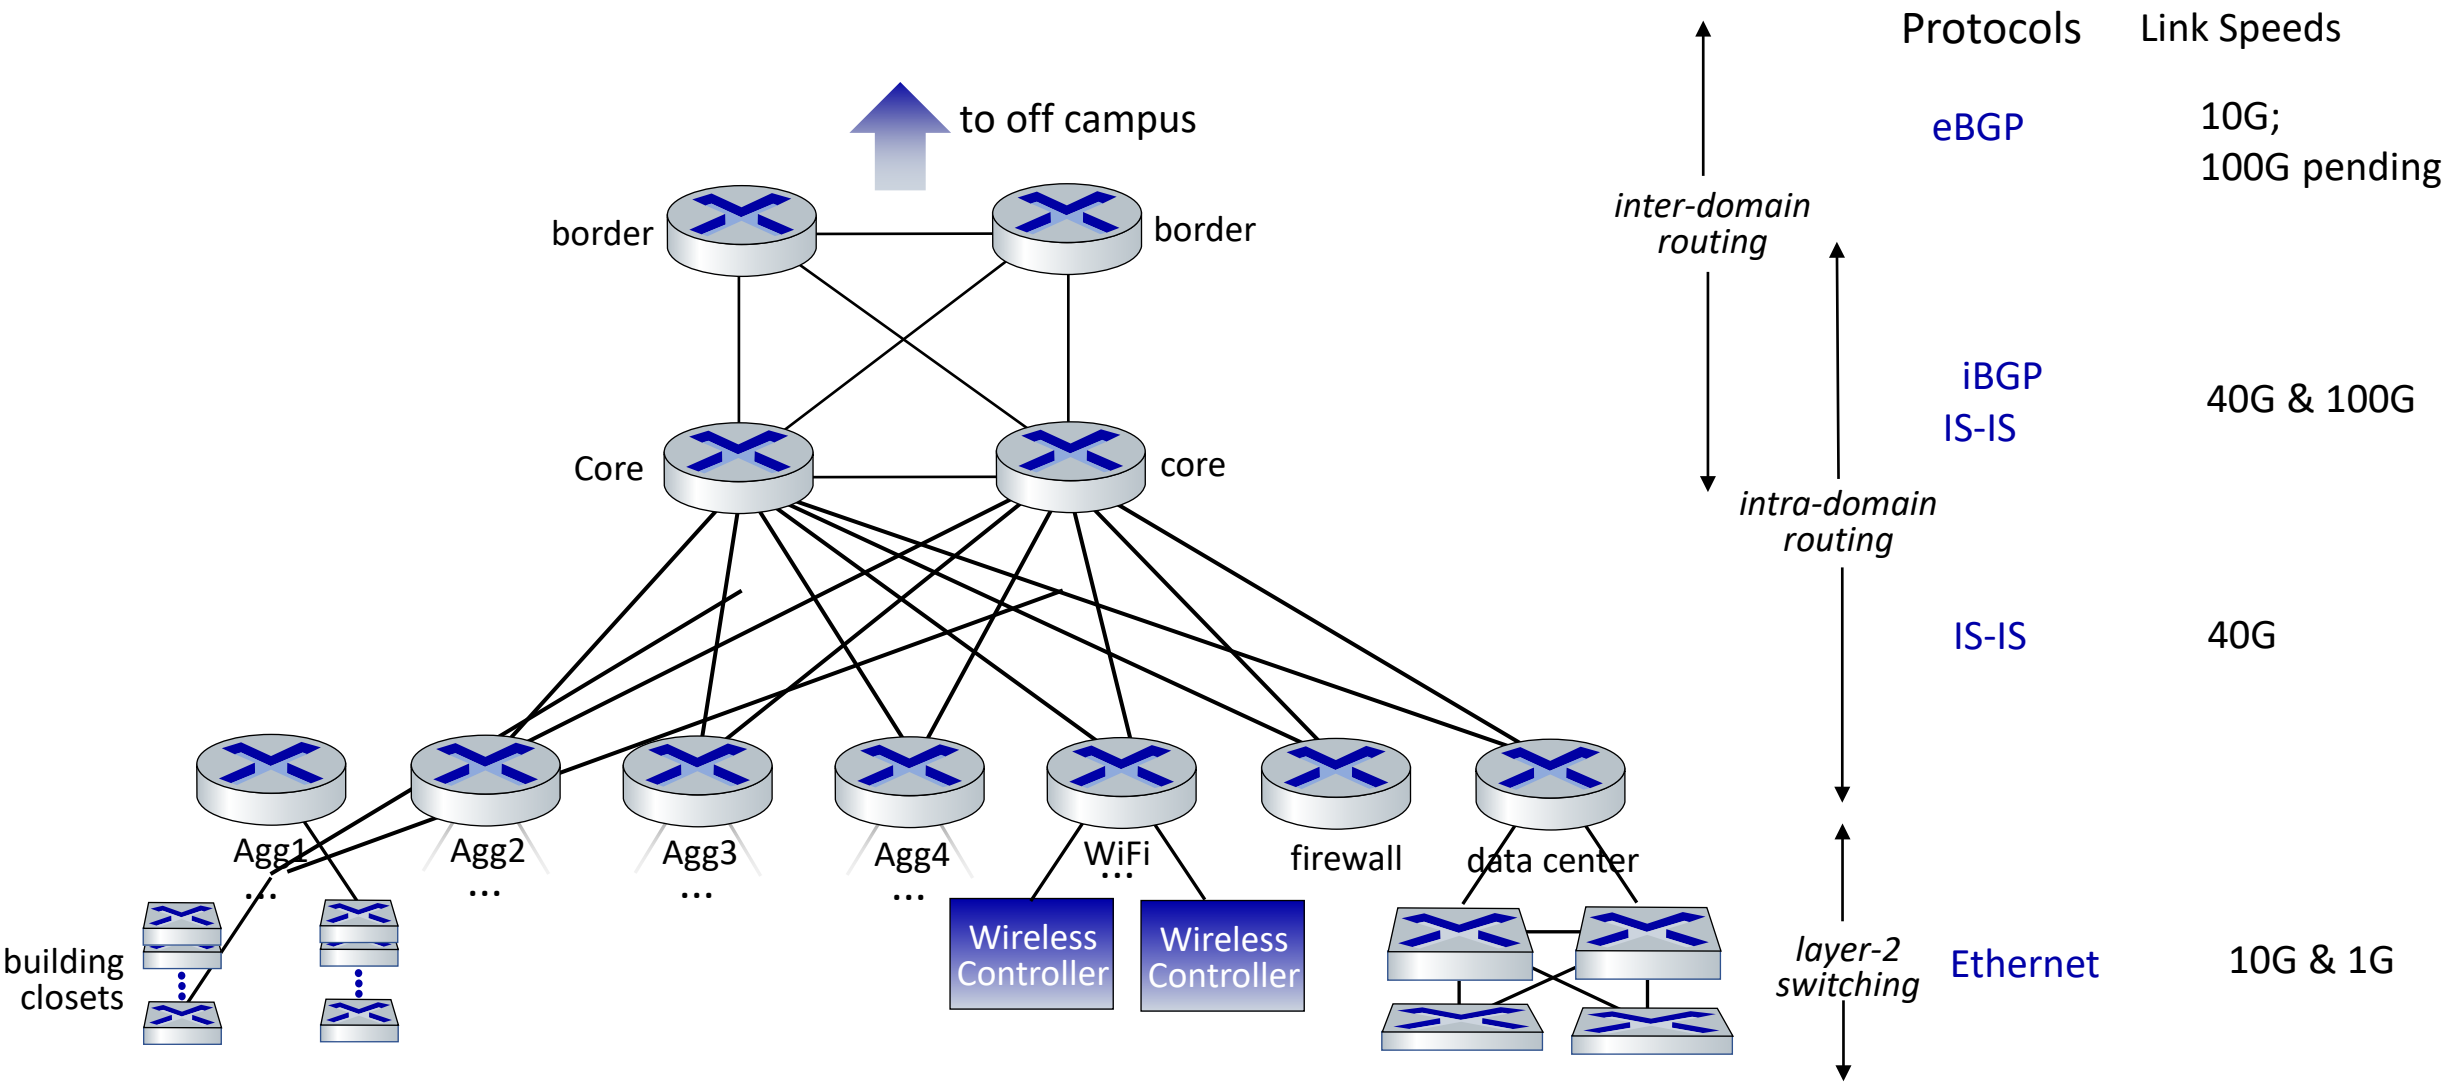 Protocols
Link Speeds
to off campus
eBGP
10G;
100G pending
border
border
inter-domain
routing
iBGP
IS-IS
40G & 100G
Core
core
intra-domain
routing
IS-IS
40G
Agg1
...
Agg2
...
Agg3
...
Agg4
...
WiFi
...
firewall
data center
building
closets
Wireless
Controller
Wireless
Controller
layer-2
switching
Ethernet
10G & 1G